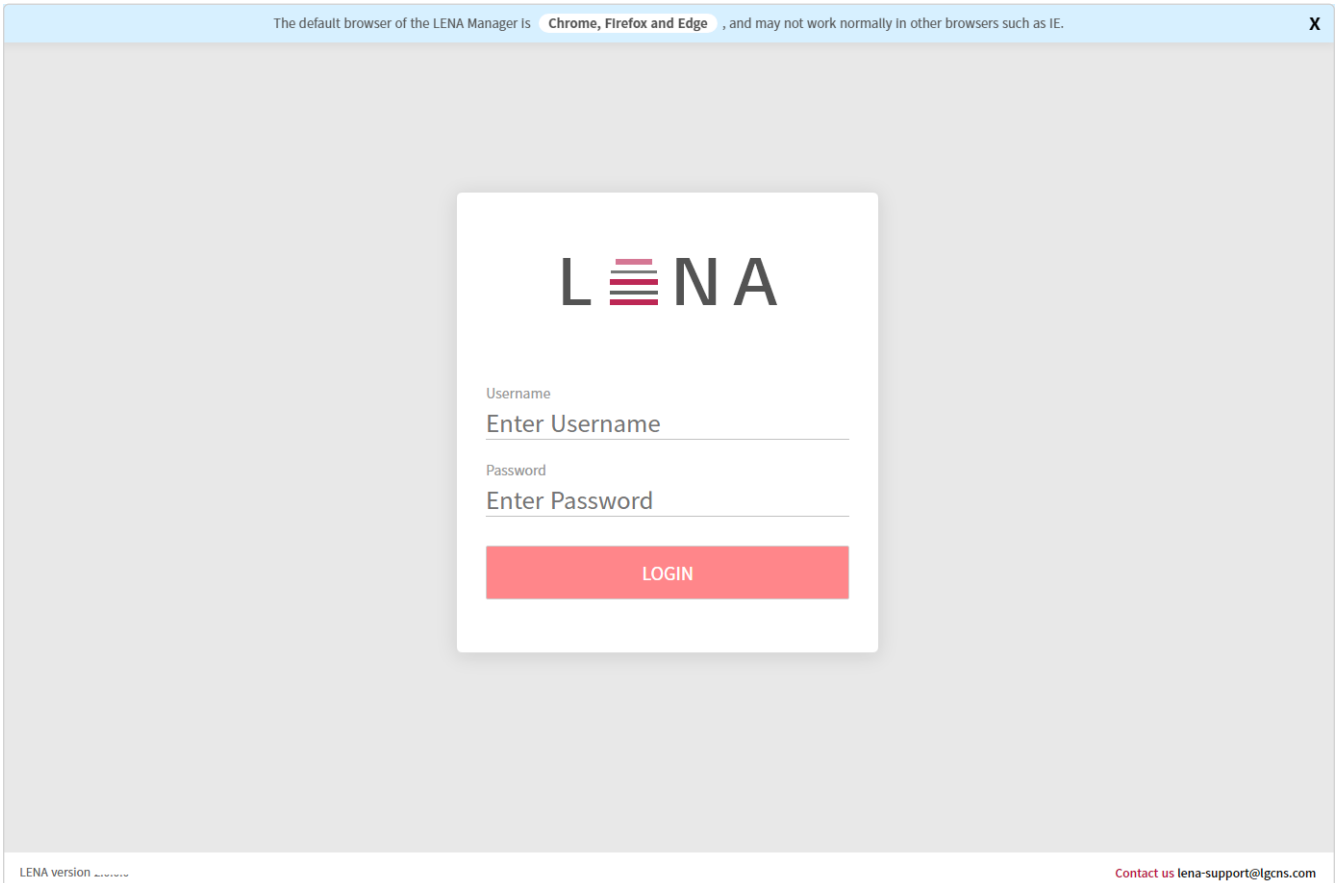 The default browser of the LENA Manager is Chrome, Firefox and Edge , and may not work normally in other browsers such as IE. X
LENA
Username
Enter Username
Password
Enter Password
LOGIN
LENA version
Contact us lena-support@lgcns.com